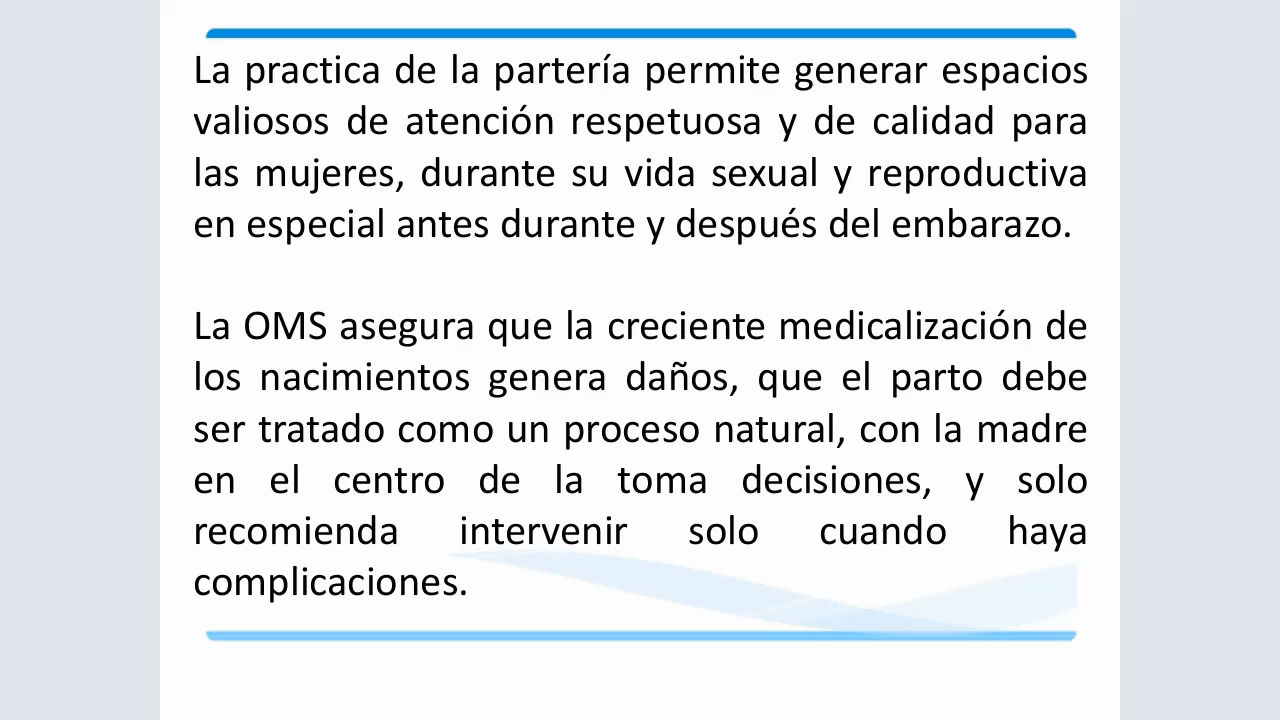 La practica de la partería permite generar espacios
valiosos de atención respetuosa y de calidad para
las mujeres, durante su vida sexual y reproductiva
en especial antes durante y después del embarazo.
La OMS asegura que la creciente medicalización de
los nacimientos genera daños, que el parto debe
ser tratado como un proceso natural, con la madre
en el centro de la toma decisiones, y solo
recomienda intervenir solo cuando haya
complicaciones.